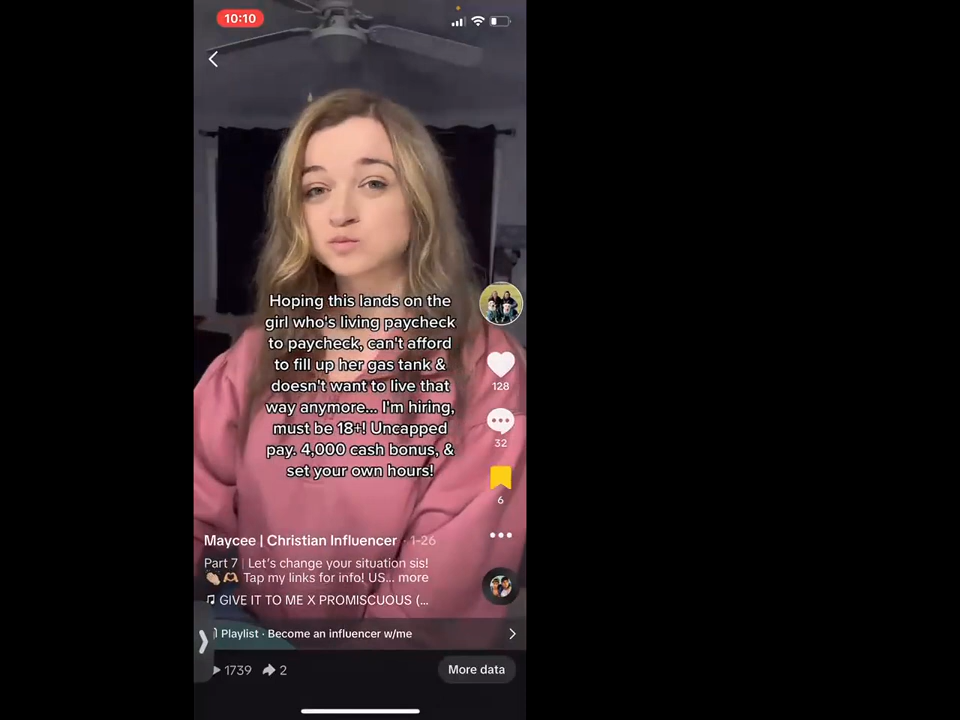 10:10
Hoping this lands on the
girl who's living paycheck
to paycheck, can't afford
to fill up her gas tank &
doesn't want to live that
way anymore... I'm hiring,
must be 18+! Uncapped
pay. 4,000 cash bonus, &
set your own hours!
128
32
6
Maycee | Christian Influencer · 1-26
Part 7 | Let's change your situation sis!
👏🏼🫶🏼 Tap my links for info! US... more
GIVE IT TO ME X PROMISCUOUS (...
Playlist · Become an influencer w/me
1739 2
More data